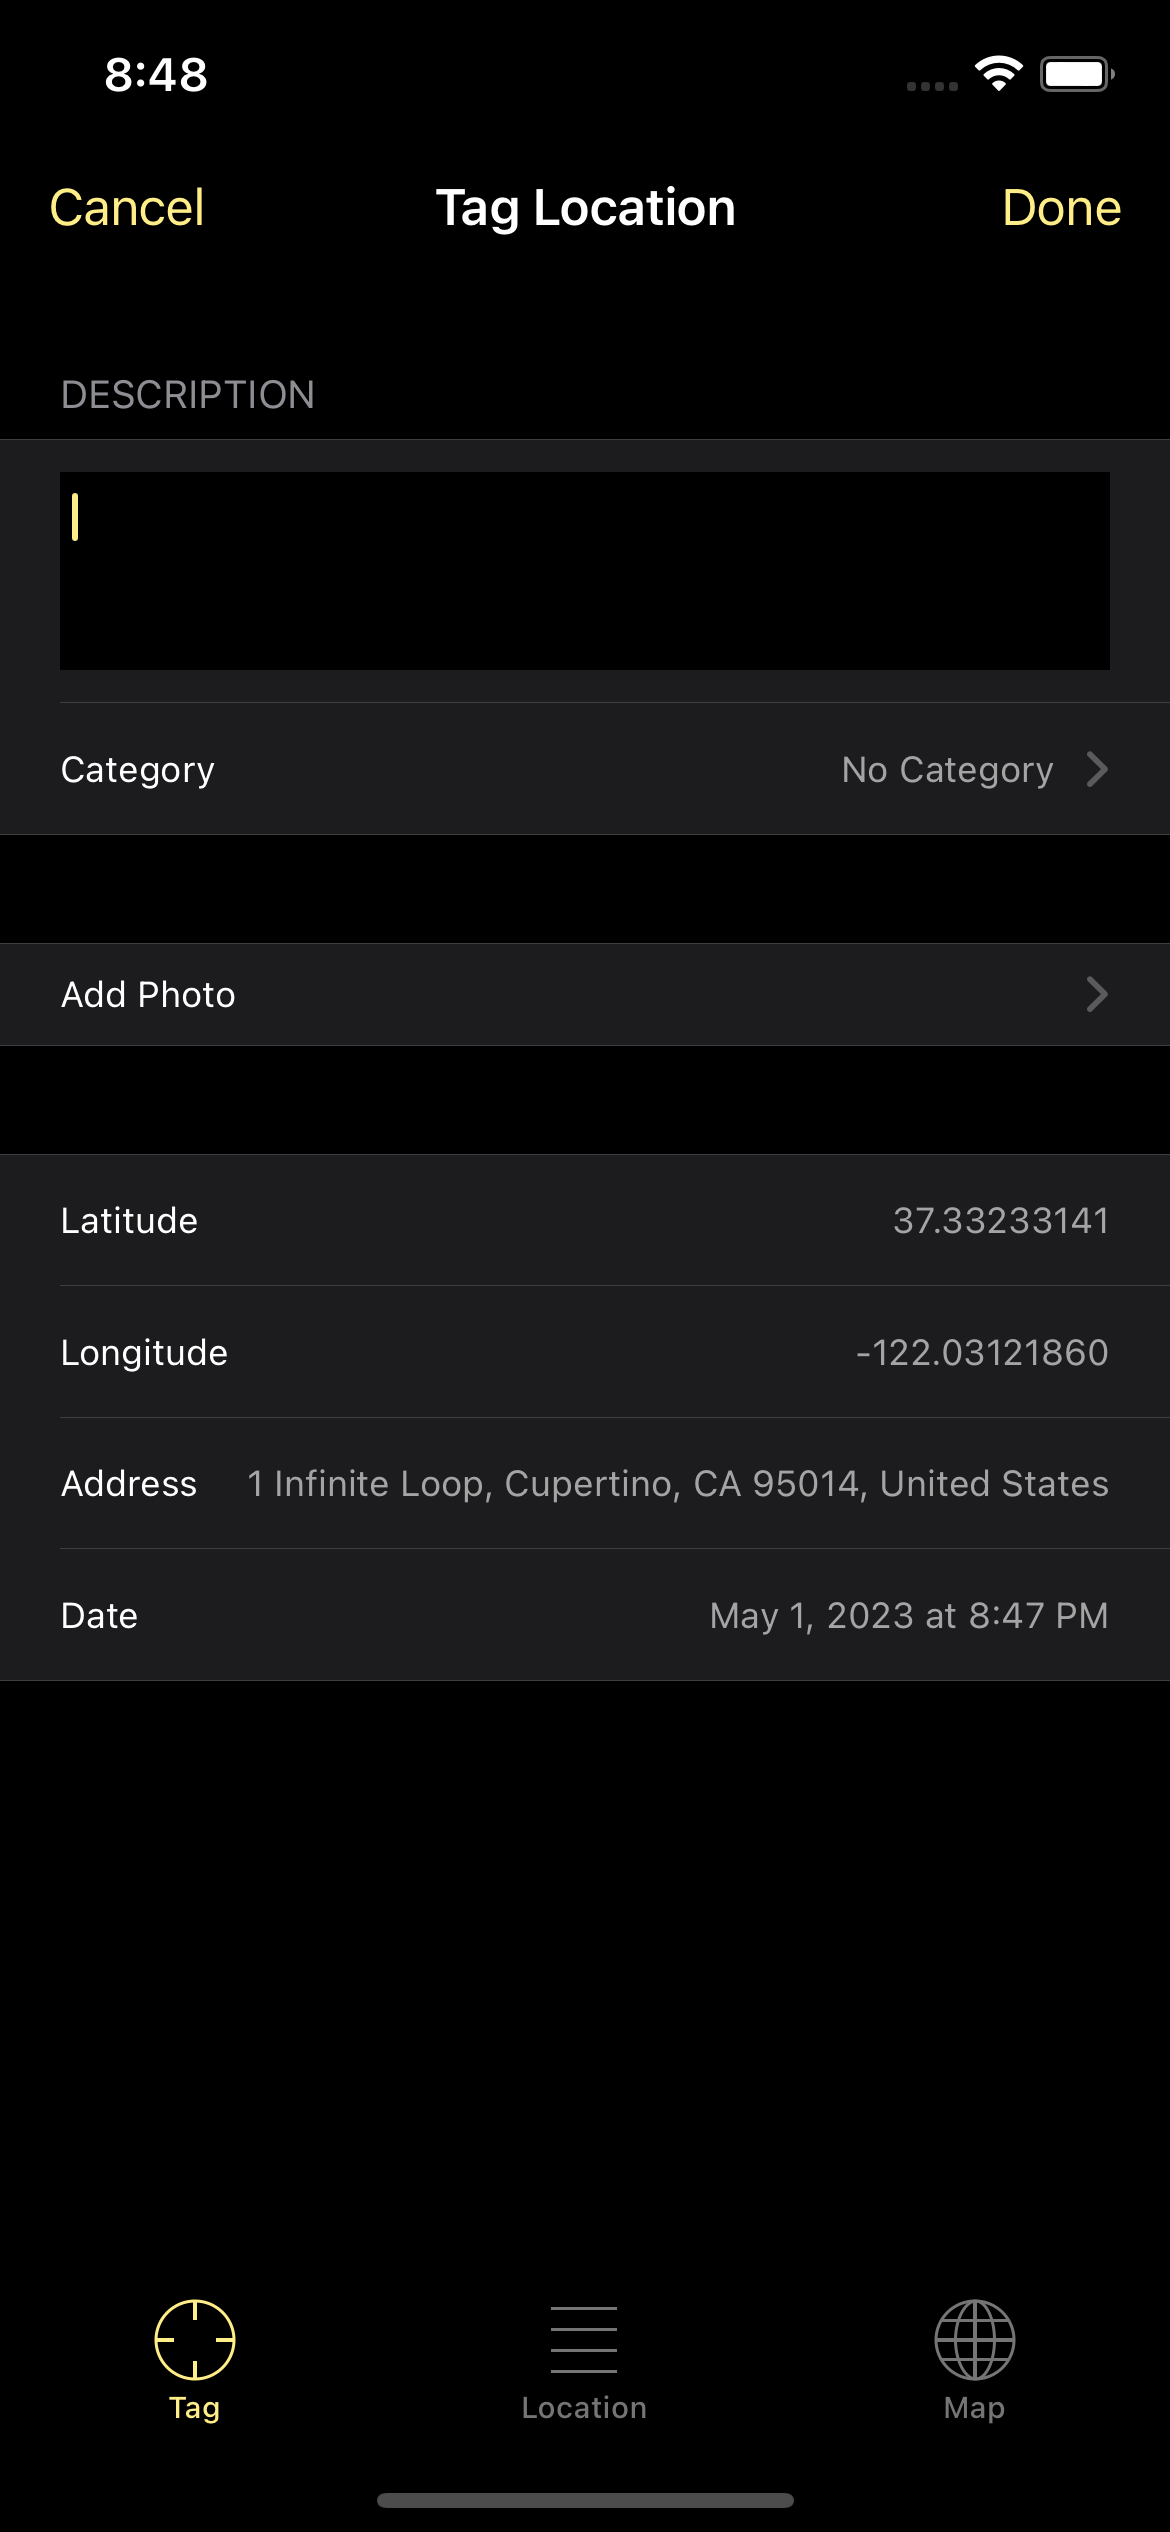 8:48
Cancel Tag Location Done
DESCRIPTION
Category No Category
Add Photo
Latitude 37.33233141
Longitude -122.03121860
Address 1 Infinite Loop, Cupertino, CA 95014, United States
Date May 1, 2023 at 8:47 PM
Tag Location Map